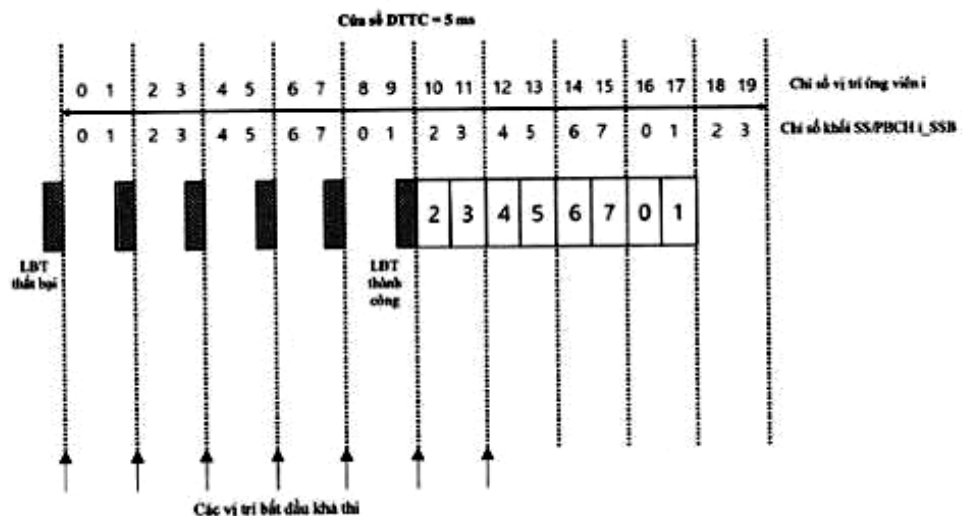 Cửa sổ DTTC = 5 ms
0 1 2 3 4 5 6 7 8 9 10 11 12 13 14 15 16 17 18 19 Chỉ số vị trí ứng viên i
0 1 2 3 4 5 6 7 0 1 2 3 4 5 6 7 0 1 2 3 Chỉ số khối SS/PBCH i_SSB
2 3 4 5 6 7 0 1
LBT
thất bại
LBT
thành
công
Các vị trí bắt đầu khả thi